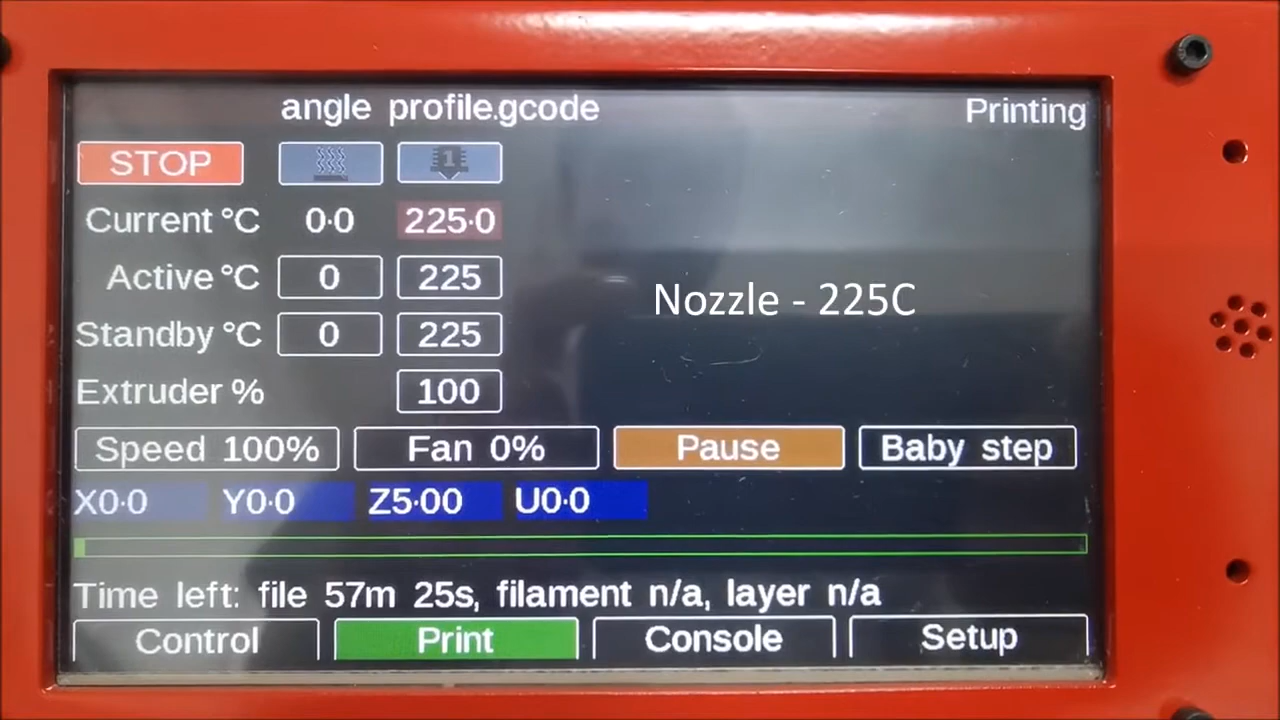 angle profile.gcode Printing
STOP 1
Current °C 0.0 225.0
Active °C 0 225
Nozzle - 225C
Standby °C 0 225
Extruder % 100
Speed 100% Fan 0% Pause Baby step
X0.0 Y0.0 Z5.00 U0.0
Time left: file 57m 25s, filament n/a, layer n/a
Control Print Console Setup